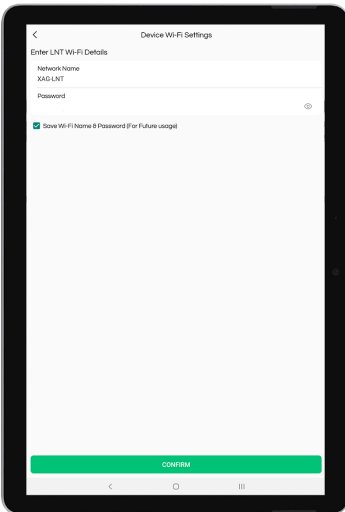 Device Wi-Fi Settings
Enter LNT Wi-Fi Details
Network Name
XAG-LNT
Password
Save Wi-Fi Name & Password (For Future usage)
CONFIRM